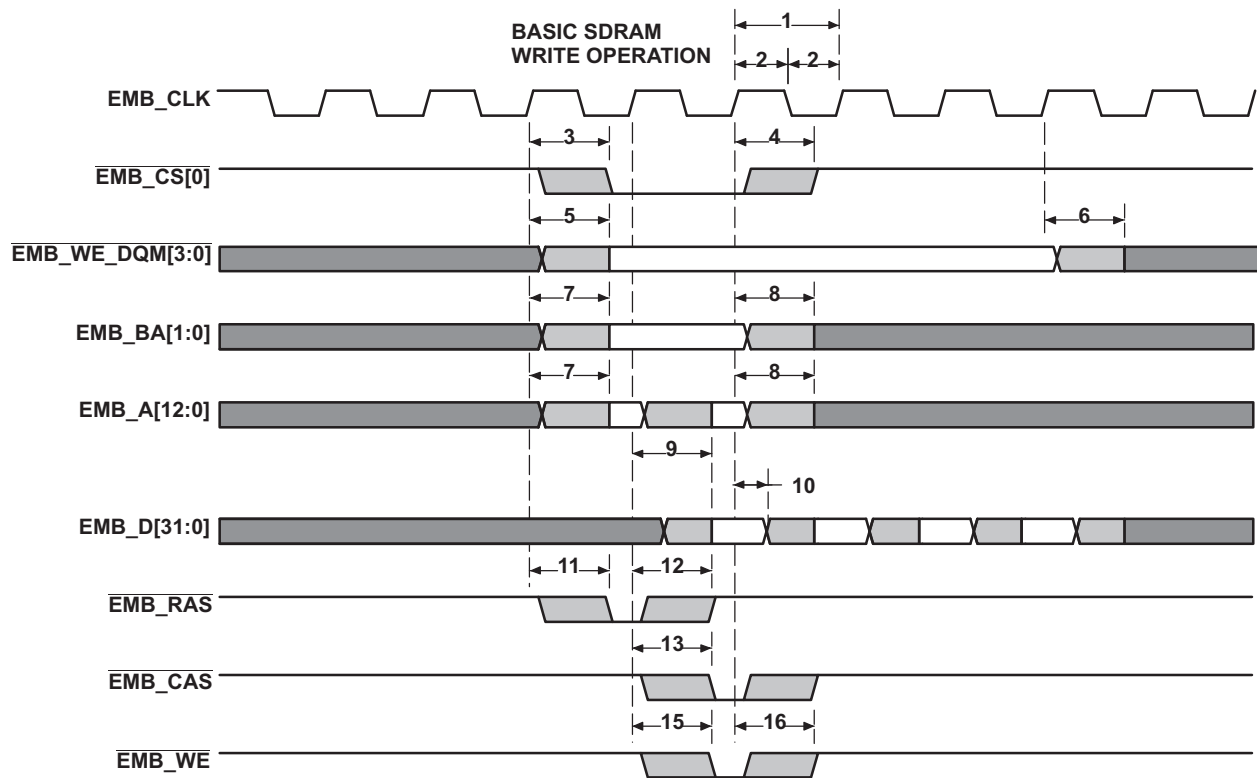 BASIC SDRAM
WRITE OPERATION
1
2 2
EMB_CLK
3 4
EMB_CS[0]
5 6
EMB_WE_DQM[3:0]
7 8
EMB_BA[1:0]
7 8
EMB_A[12:0]
9
10
EMB_D[31:0]
11 12
EMB_RAS
13
EMB_CAS
15 16
EMB_WE